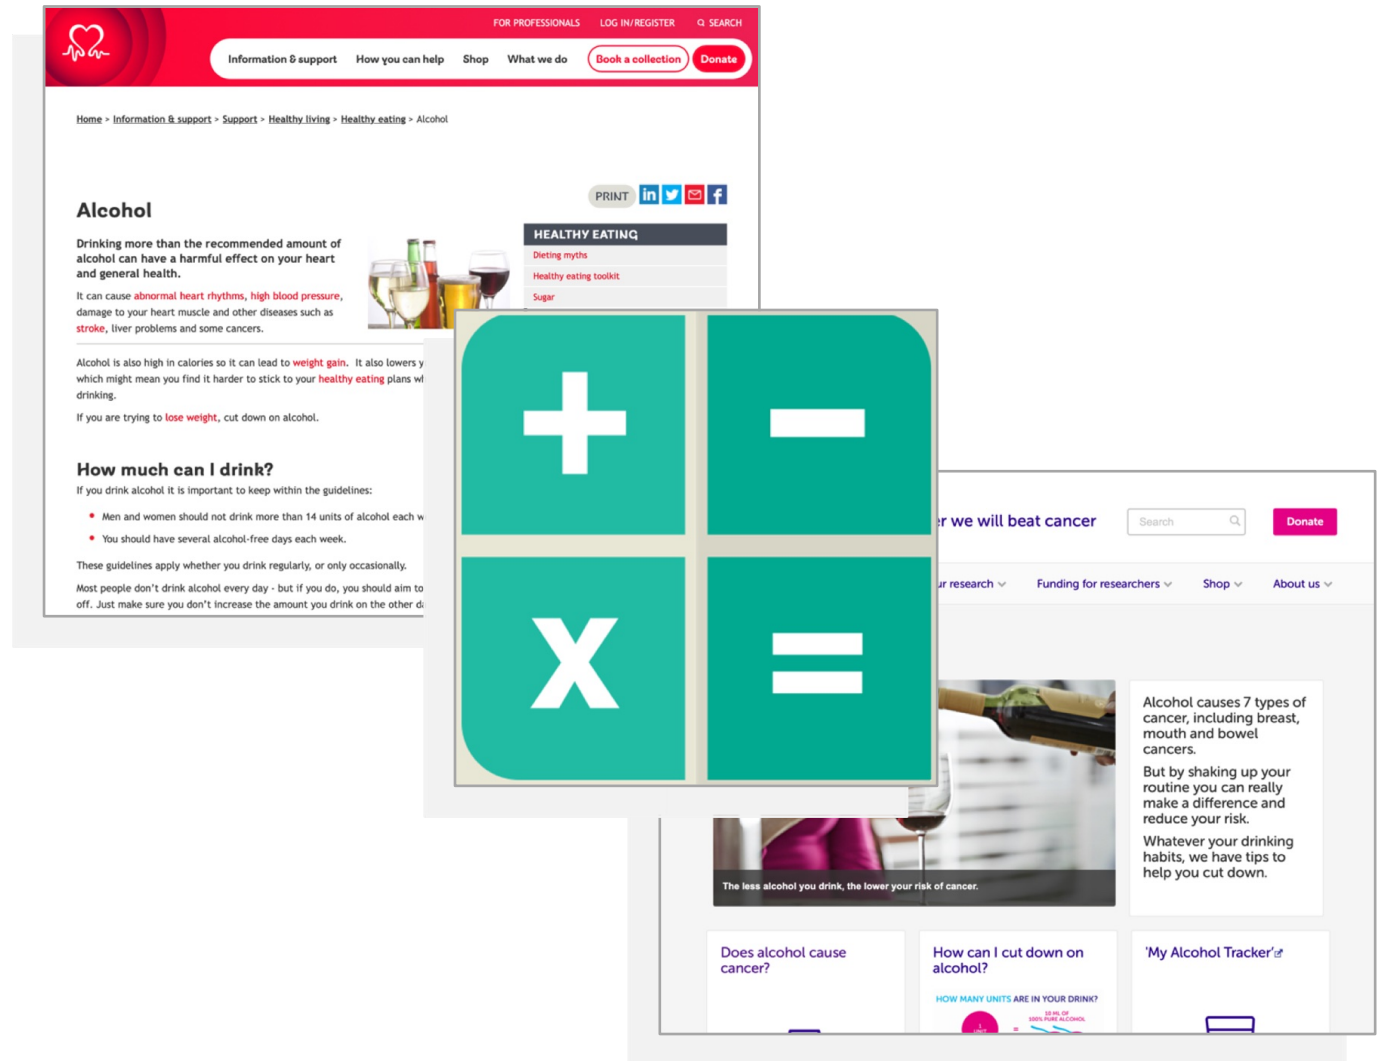 FOR PROFESSIONALS LOG IN/REGISTER SEARCH
Information & support How you can help Shop What we do Book a collection Donate
Home > Information & support > Support > Healthy living > Healthy eating > Alcohol
PRINT in f
Alcohol
Drinking more than the recommended amount of
alcohol can have a harmful effect on your heart
and general health.
It can cause abnormal heart rhythms, high blood pressure,
damage to your heart muscle and other diseases such as
stroke, liver problems and some cancers.
HEALTHY EATING
Dieting myths
Healthy eating toolkit
Sugar
Alcohol is also high in calories so it can lead to weight gain. It also lowers
which might mean you find it harder to stick to your healthy eating plans
drinking.
If you are trying to lose weight, cut down on alcohol.
How much can I drink?
If you drink alcohol it is important to keep within the guidelines:
• Men and women should not drink more than 14 units of alcohol each
• You should have several alcohol-free days each week.
These guidelines apply whether you drink regularly, or only occasionally.
Most people don't drink alcohol every day - but if you do, you should aim to
off. Just make sure you don't increase the amount you drink on the other
+ −
x =
we will beat cancer Search Donate
research Funding for researchers Shop About us
Alcohol causes 7 types of
cancer, including breast,
mouth and bowel
cancers.
But by shaking up your
routine you can really
make a difference and
reduce your risk.
Whatever your drinking
habits, we have tips to
help you cut down.
The less alcohol you drink, the lower your risk of cancer.
Does alcohol cause
cancer?
How can I cut down on
alcohol?
HOW MANY UNITS ARE IN YOUR DRINK?
1
UNIT
=
10 ML OF
100% PURE ALCOHOL
'My Alcohol Tracker'